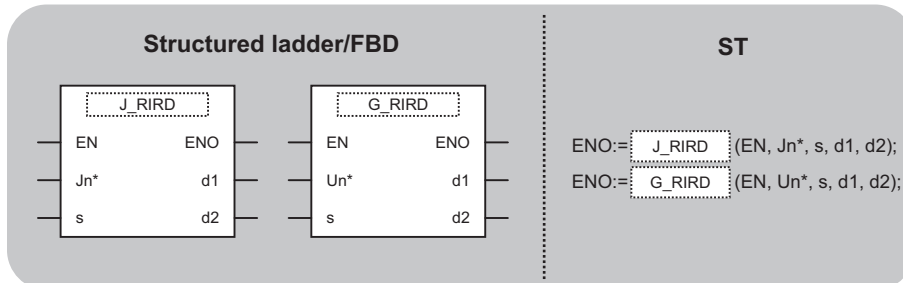 Structured ladder/FBD
J_RIRD
EN ENO
Jn* d1
s d2
G_RIRD
EN ENO
Un* d1
s d2
ST
ENO:= J_RIRD (EN, Jn*, s, d1, d2);
ENO:= G_RIRD (EN, Un*, s, d1, d2);